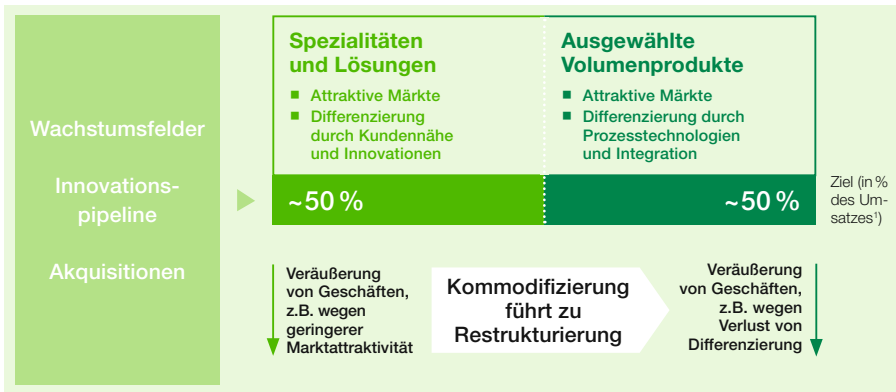 Wachstumsfelder
Innovations-
pipeline
Akquisitionen
Spezialitäten
und Lösungen
■ Attraktive Märkte
■ Differenzierung
durch Kundennähe
und Innovationen
Ausgewählte
Volumenprodukte
■ Attraktive Märkte
■ Differenzierung durch
Prozesstechnologien
und Integration
~50 %
~50 %
Ziel (in %
des Um-
satzes¹)
Veräußerung
von Geschäften,
z.B. wegen
geringerer
Marktattraktivität
Kommodifizierung
führt zu
Restrukturierung
Veräußerung
von Geschäften,
z.B. wegen
Verlust von
Differenzierung